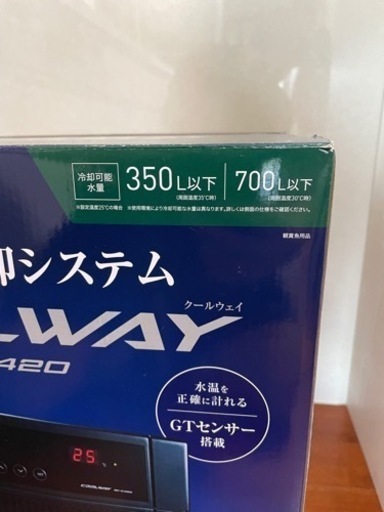 冷却可能
水量
350L以下
(周囲温度35℃時)
700L以下
(周囲温度30℃時)
※設定温度25℃の場合 ※使用環境により冷却可能な水量は異なります。詳しくは側面の仕様をご確認ください。
観賞魚用品
却システム
クールウェイ
LWAY
420
水温を
正確に計れる
GTセンサー
搭載
25
COOLWAY